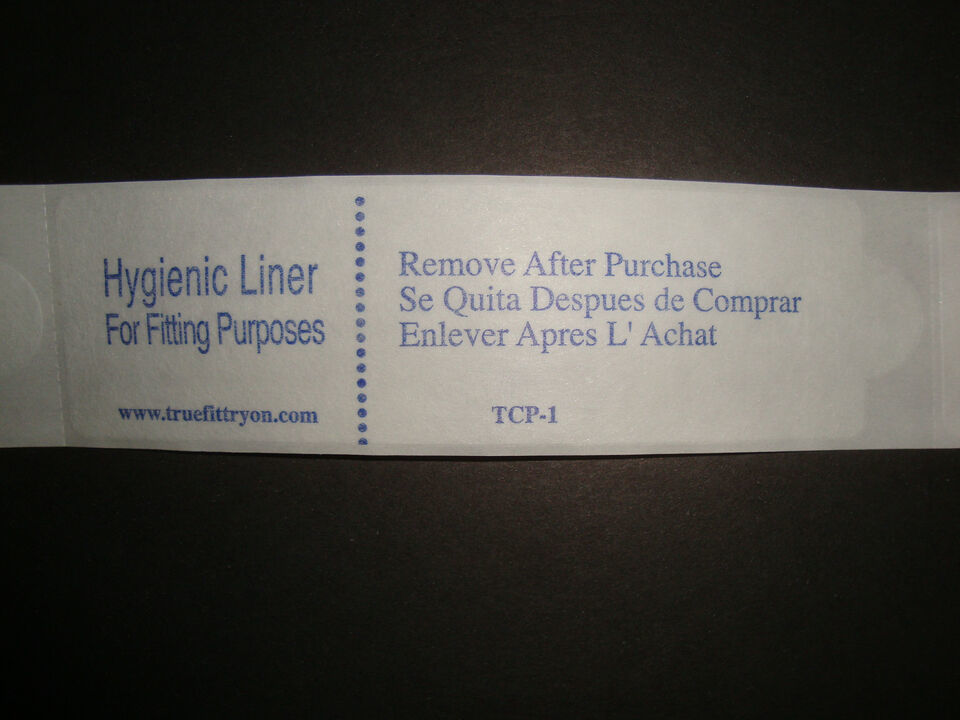 Hygienic Liner
For Fitting Purposes
www.truefittryon.com
Remove After Purchase
Se Quita Despues de Comprar
Enlever Apres L' Achat
TCP-1